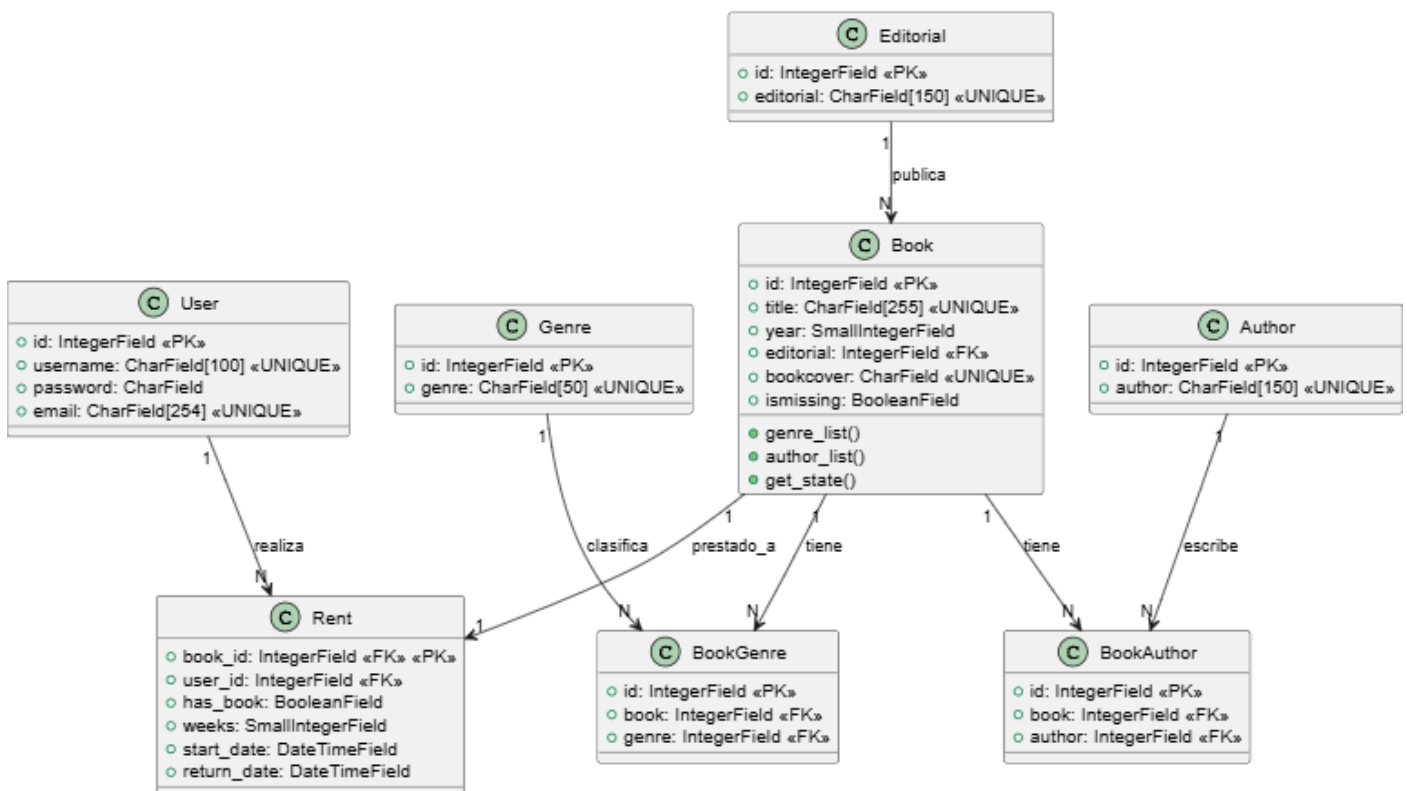 C Editorial
id: IntegerField «PK»
editorial: CharField[150] «UNIQUE»
1
publica
N
C Book
id: IntegerField «PK»
title: CharField[255] «UNIQUE»
year: SmallIntegerField
editorial: IntegerField «FK»
bookcover: CharField «UNIQUE»
ismissing: BooleanField
genre_list()
author_list()
get_state()
C User
id: IntegerField «PK»
username: CharField[100] «UNIQUE»
password: CharField
email: CharField[254] «UNIQUE»
C Genre
id: IntegerField «PK»
genre: CharField[50] «UNIQUE»
C Author
id: IntegerField «PK»
author: CharField[150] «UNIQUE»
1
1
1
1
1
1
realiza
clasifica
prestado_a
tiene
tiene
escribe
N
1
N
N
N
N
C Rent
book_id: IntegerField «FK» «PK»
user_id: IntegerField «FK»
has_book: BooleanField
weeks: SmallIntegerField
start_date: DateTimeField
return_date: DateTimeField
C BookGenre
id: IntegerField «PK»
book: IntegerField «FK»
genre: IntegerField «FK»
C BookAuthor
id: IntegerField «PK»
book: IntegerField «FK»
author: IntegerField «FK»